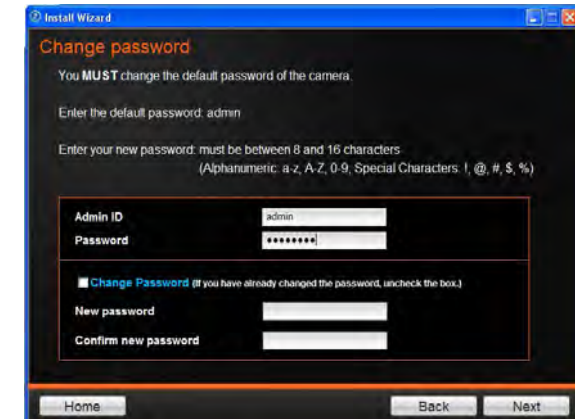 Install Wizard
Change password
You MUST change the default password of the camera.
Enter the default password: admin
Enter your new password: must be between 8 and 16 characters
(Alphanumeric: a-z, A-Z, 0-9, Special Characters: !, @, #, $, %)
Admin ID admin
Password ••••••••
Change Password (If you have already changed the password, uncheck the box.)
New password
Confirm new password
Home Back Next